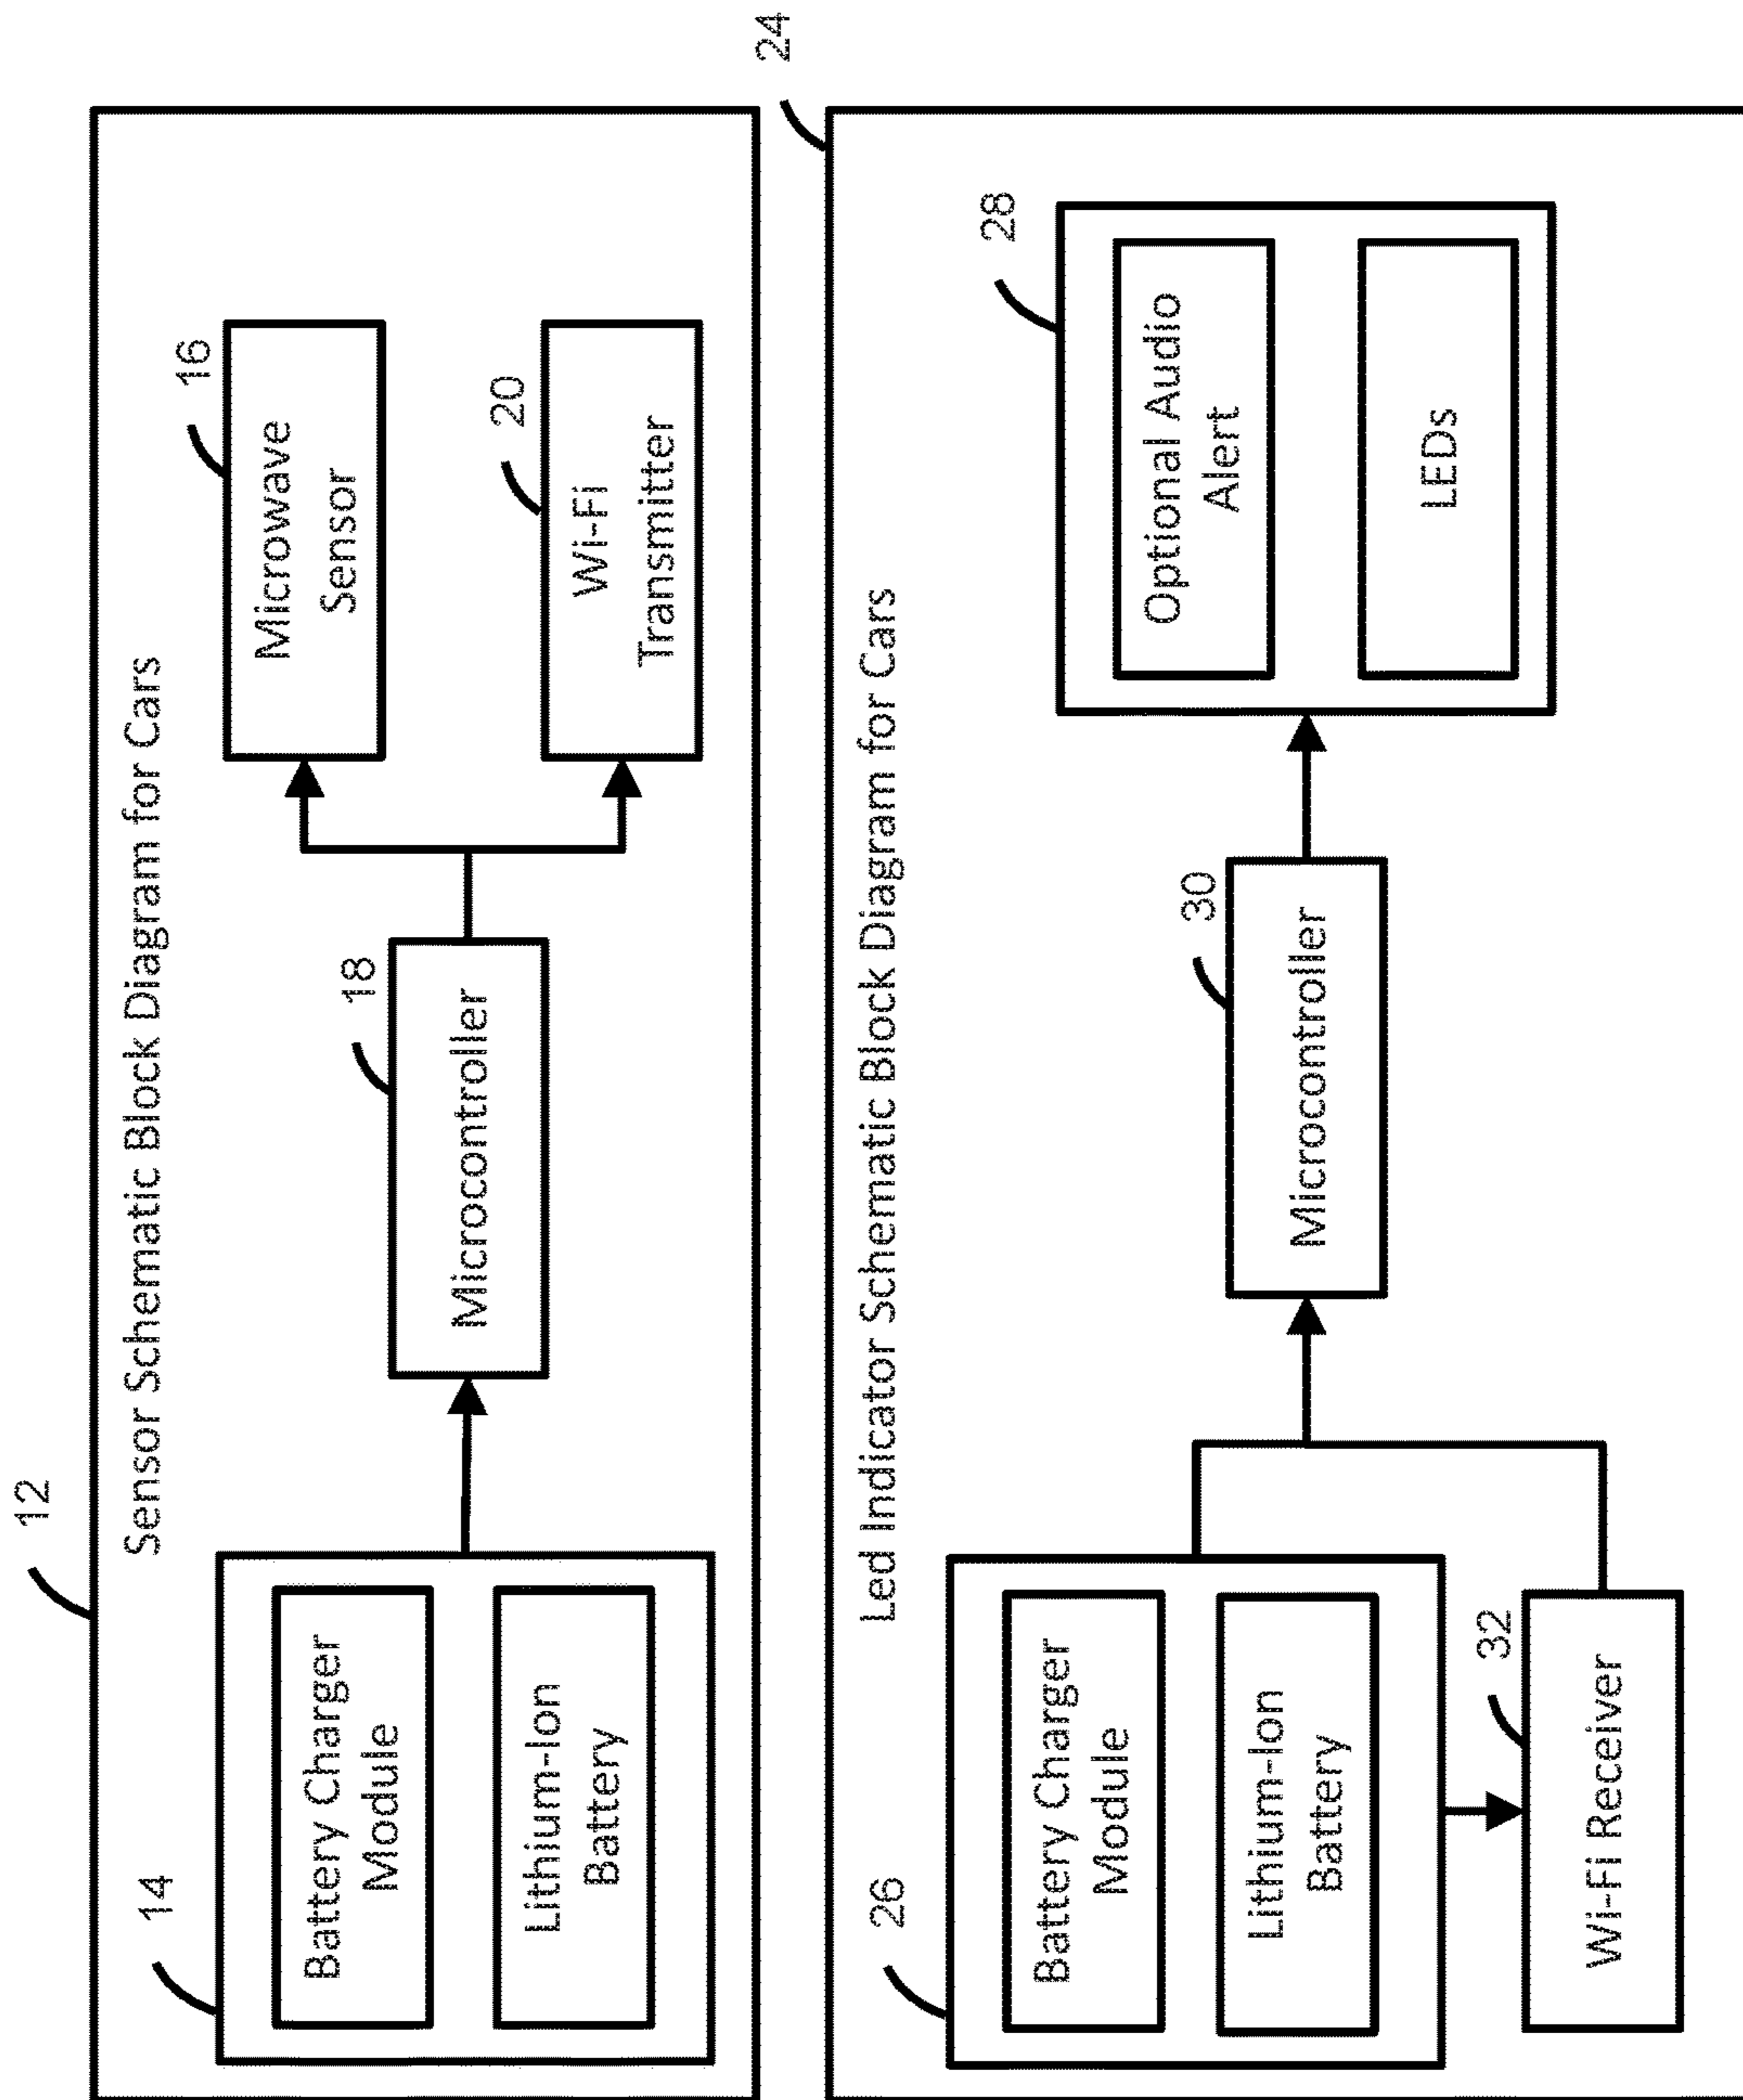 12
Sensor Schematic Block Diagram for Cars
14
Battery Charger
Module
Lithium-Ion
Battery
18
Microcontroller
16
Microwave
Sensor
20
Wi-Fi
Transmitter
24
Led Indicator Schematic Block Diagram for Cars
26
Battery Charger
Module
Lithium-Ion
Battery
32
Wi-Fi Receiver
30
Microcontroller
28
Optional Audio
Alert
LEDs